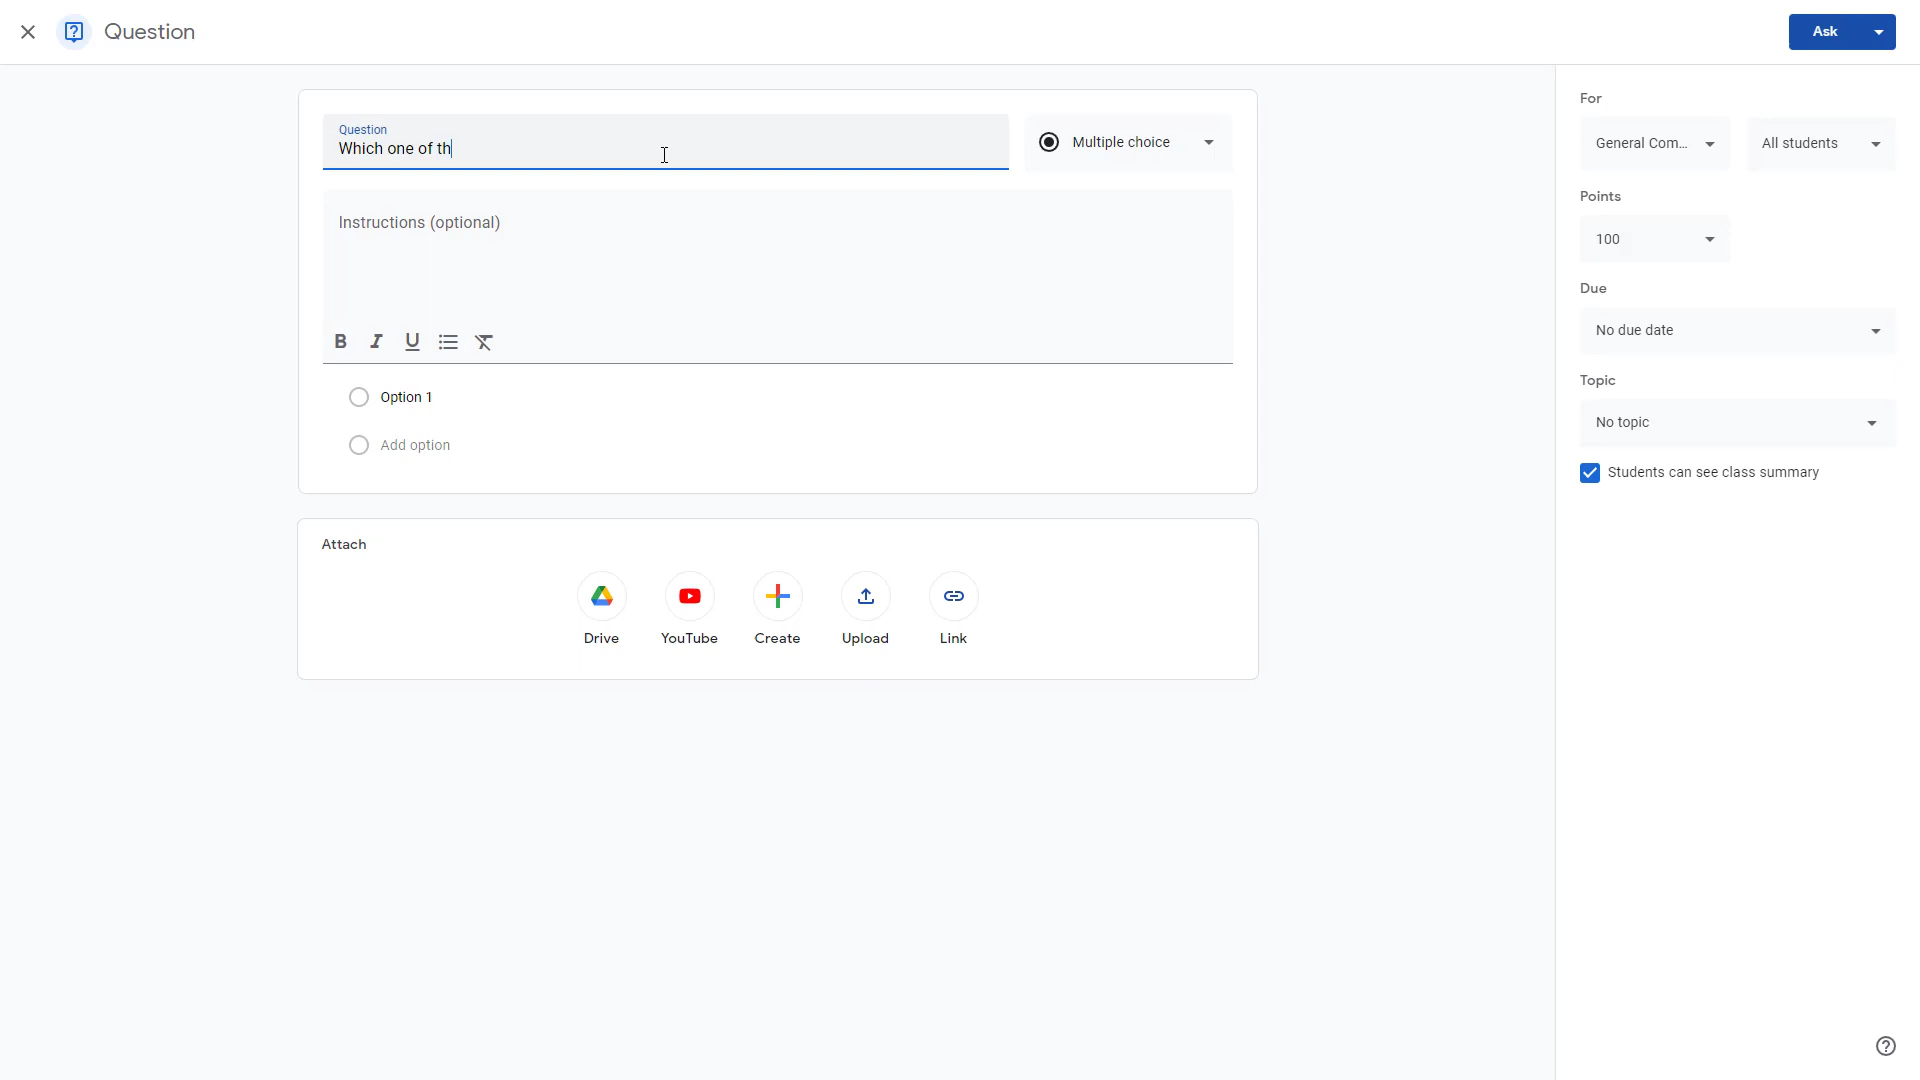 Question
Ask
Question
Which one of th
Multiple choice
Instructions (optional)
B I U
Option 1
Add option
Attach
Drive
YouTube
Create
Upload
Link
For
General Com...
All students
Points
100
Due
No due date
Topic
No topic
Students can see class summary